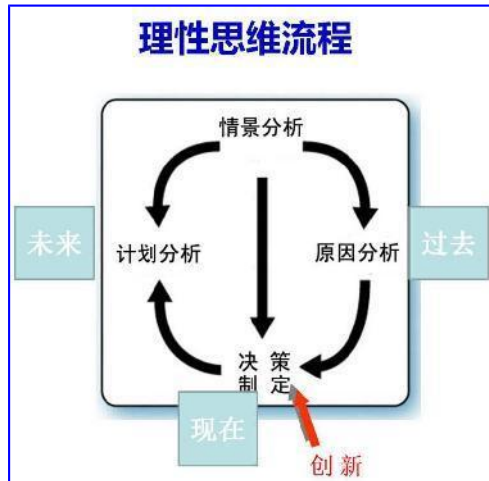 理性思维流程
情景分析
未来
计划分析
原因分析
过去
决 策
制 定
现在
创 新